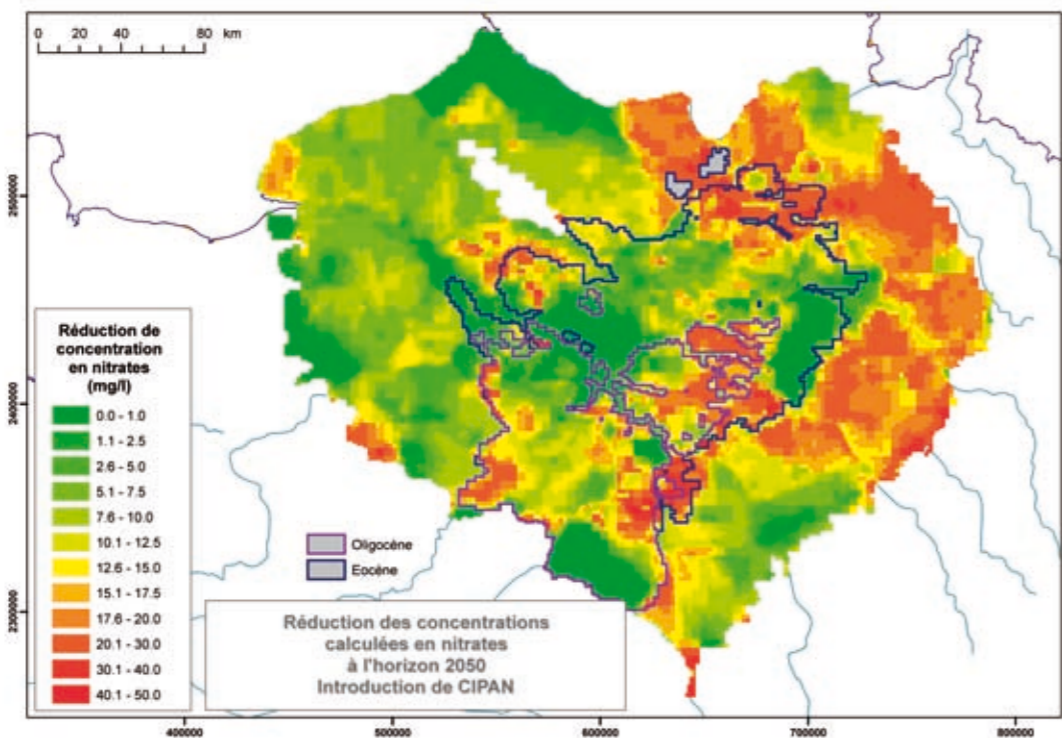 0 20 40 80 km
2500000
2400000
2300000
Réduction de
concentration
en nitrates
(mg/l)
0.0 - 1.0
1.1 - 2.5
2.6 - 5.0
5.1 - 7.5
7.6 - 10.0
10.1 - 12.5
12.6 - 15.0
15.1 - 17.5
17.6 - 20.0
20.1 - 30.0
30.1 - 40.0
40.1 - 50.0
Oligocène
Eocène
Réduction des concentrations
calculées en nitrates
à l'horizon 2050
Introduction de CIPAN
400000 500000 600000 700000 800000